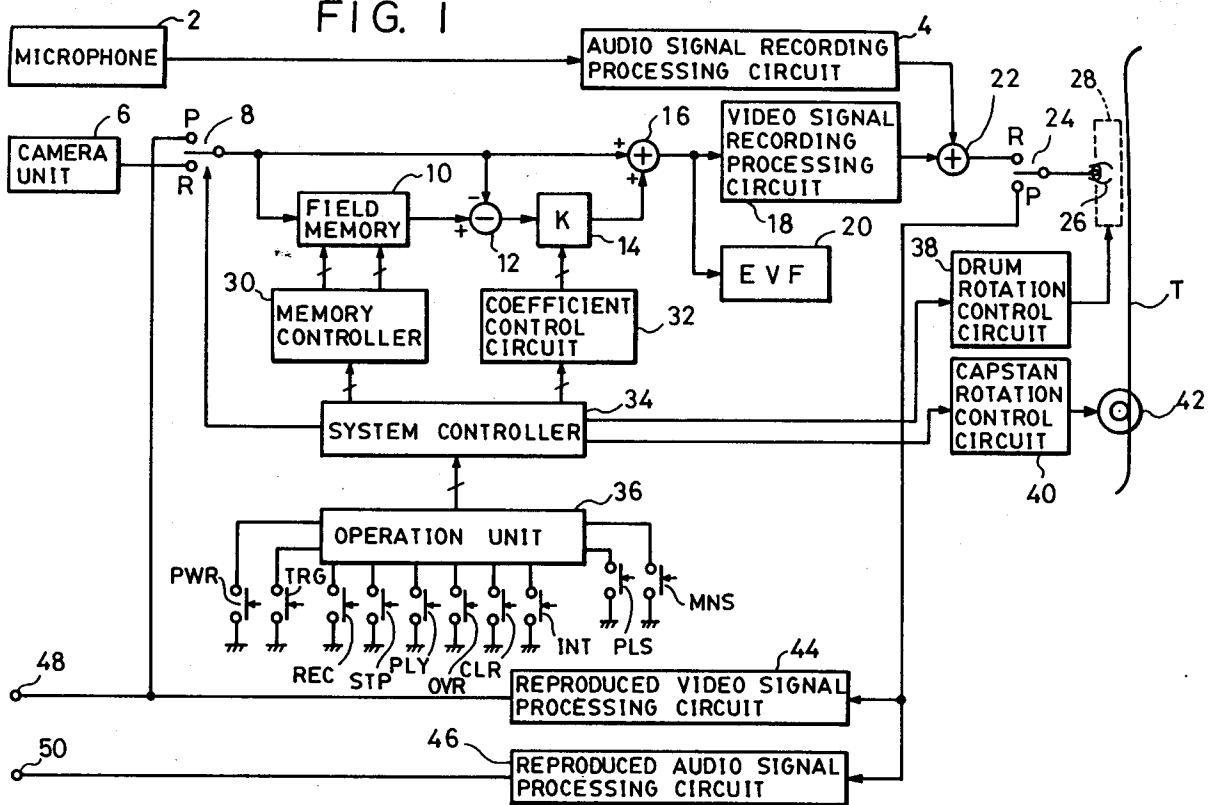 FIG. 1
2
MICROPHONE
4
AUDIO SIGNAL RECORDING
PROCESSING CIRCUIT
6
CAMERA
UNIT
P
8
R
10
FIELD
MEMORY
+
-
−
12
K
14
+
+
+
16
VIDEO SIGNAL
RECORDING
PROCESSING
CIRCUIT
18
20
EVF
+
22
R
24
P
28
26
30
MEMORY
CONTROLLER
COEFFICIENT
CONTROL
CIRCUIT
32
38
DRUM
ROTATION
CONTROL
CIRCUIT
T
34
SYSTEM CONTROLLER
CAPSTAN
ROTATION
CONTROL
CIRCUIT
40
42
36
OPERATION UNIT
PWR
TRG
REC
STP
PLY
OVR
CLR
INT
PLS
MNS
48
44
REPRODUCED VIDEO SIGNAL
PROCESSING CIRCUIT
50
46
REPRODUCED AUDIO SIGNAL
PROCESSING CIRCUIT